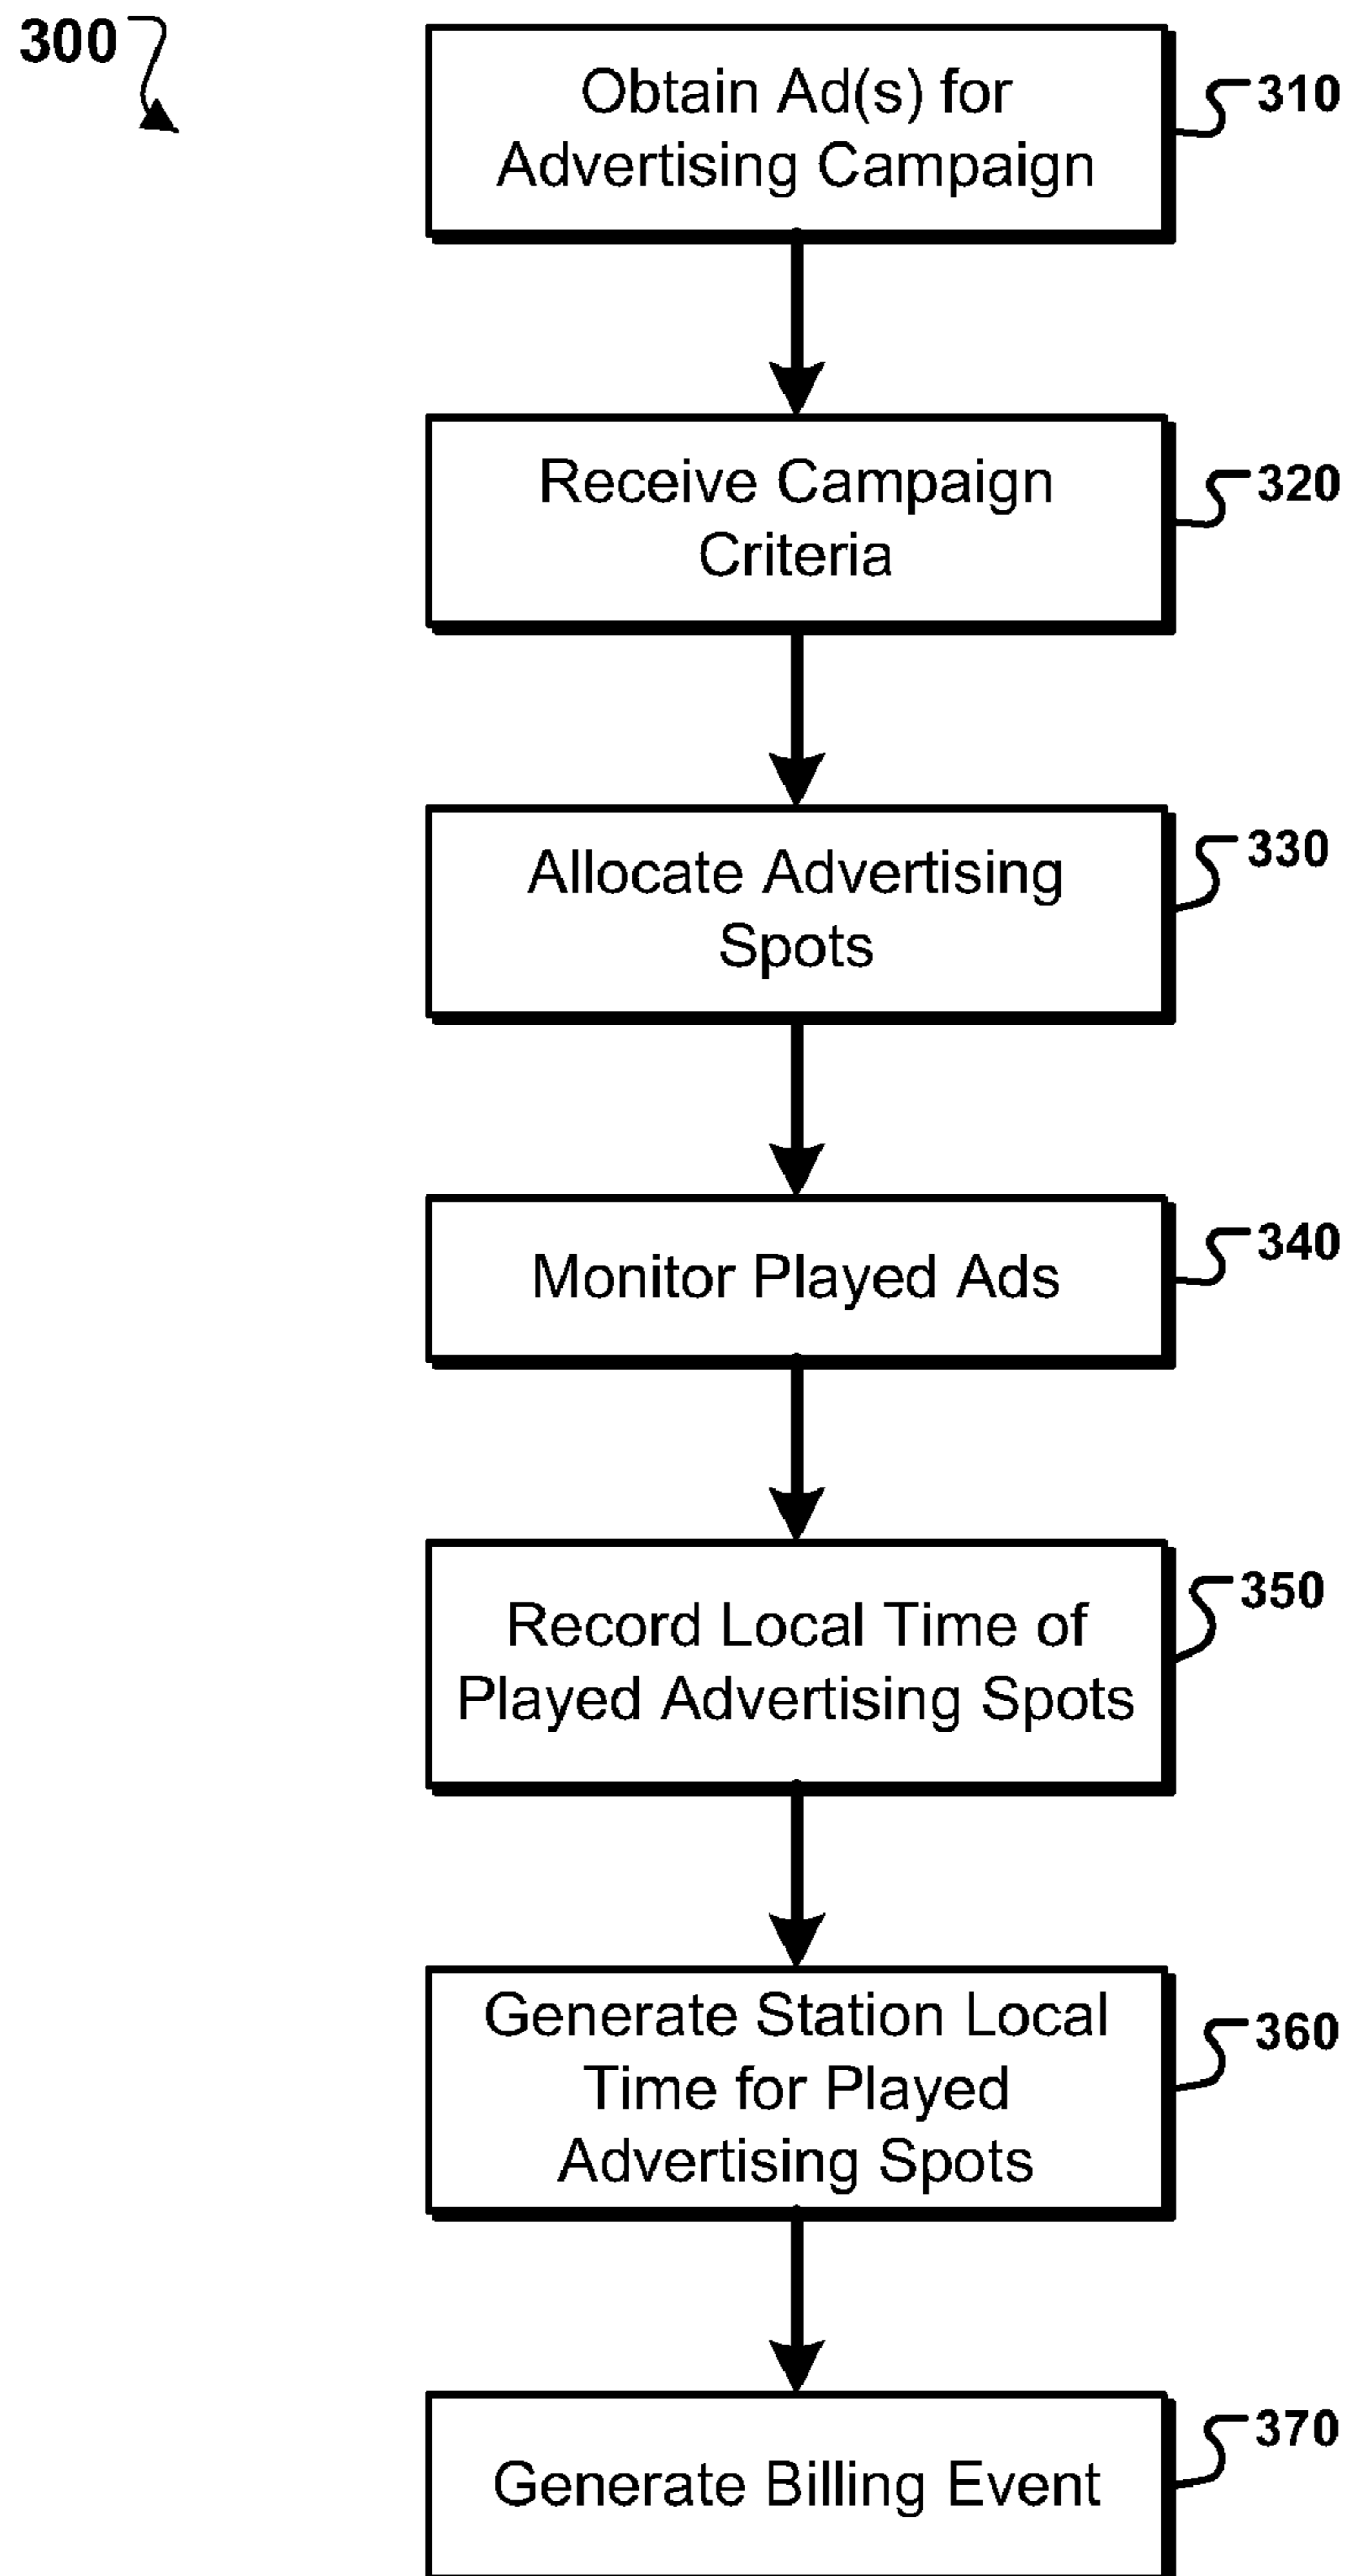 300
Obtain Ad(s) for
Advertising Campaign
310
Receive Campaign
Criteria
320
Allocate Advertising
Spots
330
Monitor Played Ads
340
Record Local Time of
Played Advertising Spots
350
Generate Station Local
Time for Played
Advertising Spots
360
Generate Billing Event
370